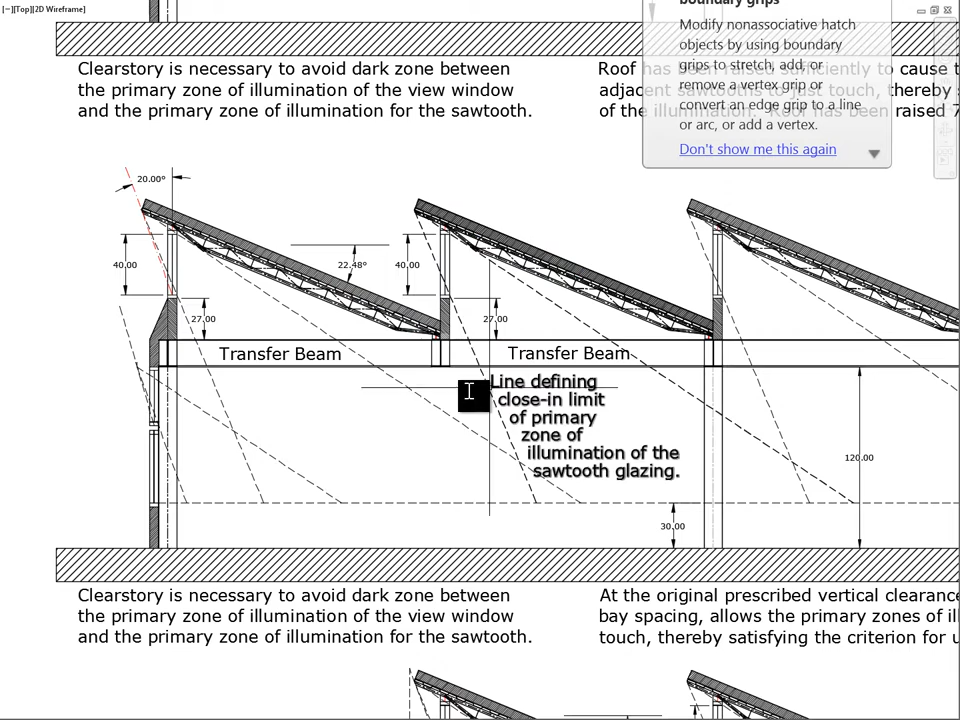 [−][Top][2D Wireframe]
boundary grips
Modify nonassociative hatch
objects by using boundary
grips to stretch, add, or
remove a vertex grip or
convert an edge grip to a line
or arc, or add a vertex.
Don't show me this again
Clearstory is necessary to avoid dark zone between
the primary zone of illumination of the view window
and the primary zone of illumination for the sawtooth.
Roof has been raised sufficiently to cause
adjacent sawtooths to just touch, thereby
of the illumination. Roof has been raised 7
20.00°
40.00
22.48°
40.00
27.00
27.00
Transfer Beam
Transfer Beam
Line defining
close-in limit
of primary
zone of
illumination of the
sawtooth glazing.
120.00
30.00
Clearstory is necessary to avoid dark zone between
the primary zone of illumination of the view window
and the primary zone of illumination for the sawtooth.
At the original prescribed vertical clearance
bay spacing, allows the primary zones of
touch, thereby satisfying the criterion for